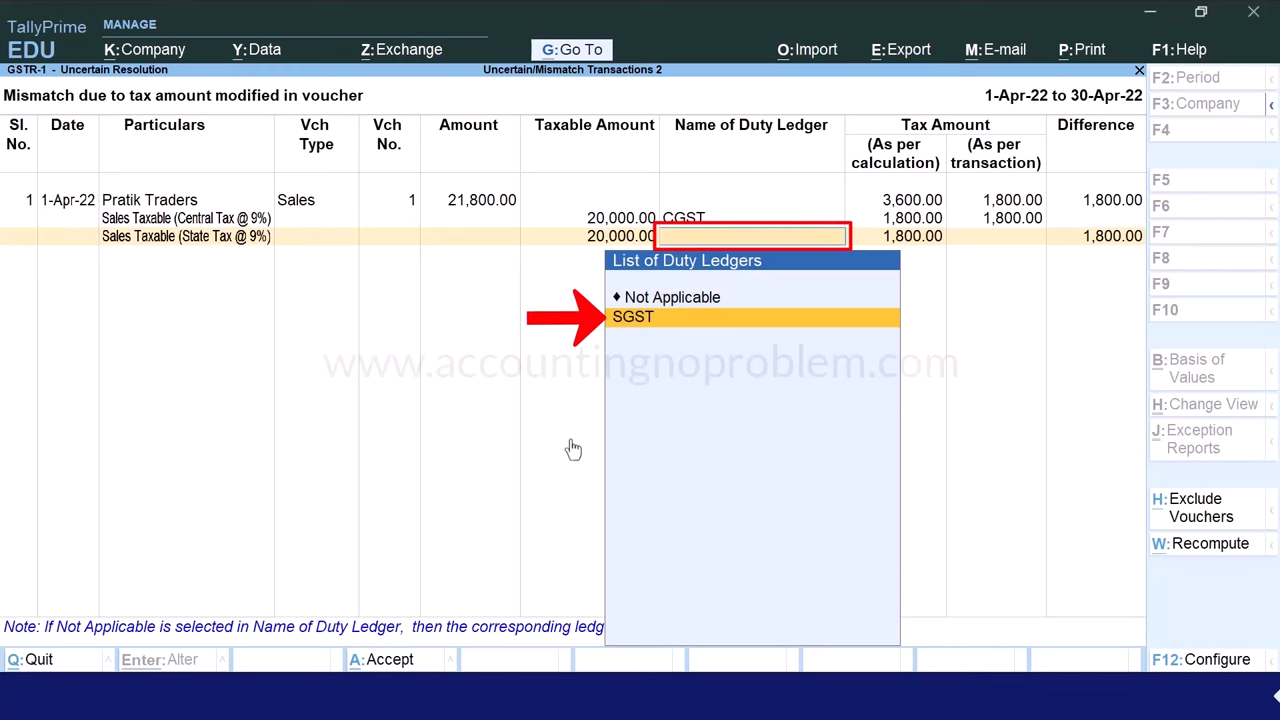 TallyPrime MANAGE
EDU K:Company Y:Data Z:Exchange G:Go To O:Import E:Export M:E-mail P:Print F1:Help
GSTR-1 - Uncertain Resolution Uncertain/Mismatch Transactions 2
Mismatch due to tax amount modified in voucher 1-Apr-22 to 30-Apr-22
Sl. No. Date Particulars Vch Type Vch No. Amount Taxable Amount Name of Duty Ledger Tax Amount Difference
(As per calculation) (As per transaction)
1 1-Apr-22 Pratik Traders Sales 1 21,800.00 3,600.00 1,800.00 1,800.00
Sales Taxable (Central Tax @ 9%) 20,000.00 CGST 1,800.00 1,800.00
Sales Taxable (State Tax @ 9%) 20,000.00 1,800.00 1,800.00
List of Duty Ledgers
♦ Not Applicable
SGST
www.accountingnoproblem.com
Note: If Not Applicable is selected in Name of Duty Ledger, then the corresponding ledg
Q:Quit Enter:Alter A:Accept F12:Configure
F2:Period
F3:Company
F4
F5
F6
F7
F8
F9
F10
B:Basis of
Values
H:Change View
J:Exception
Reports
H:Exclude
Vouchers
W:Recompute